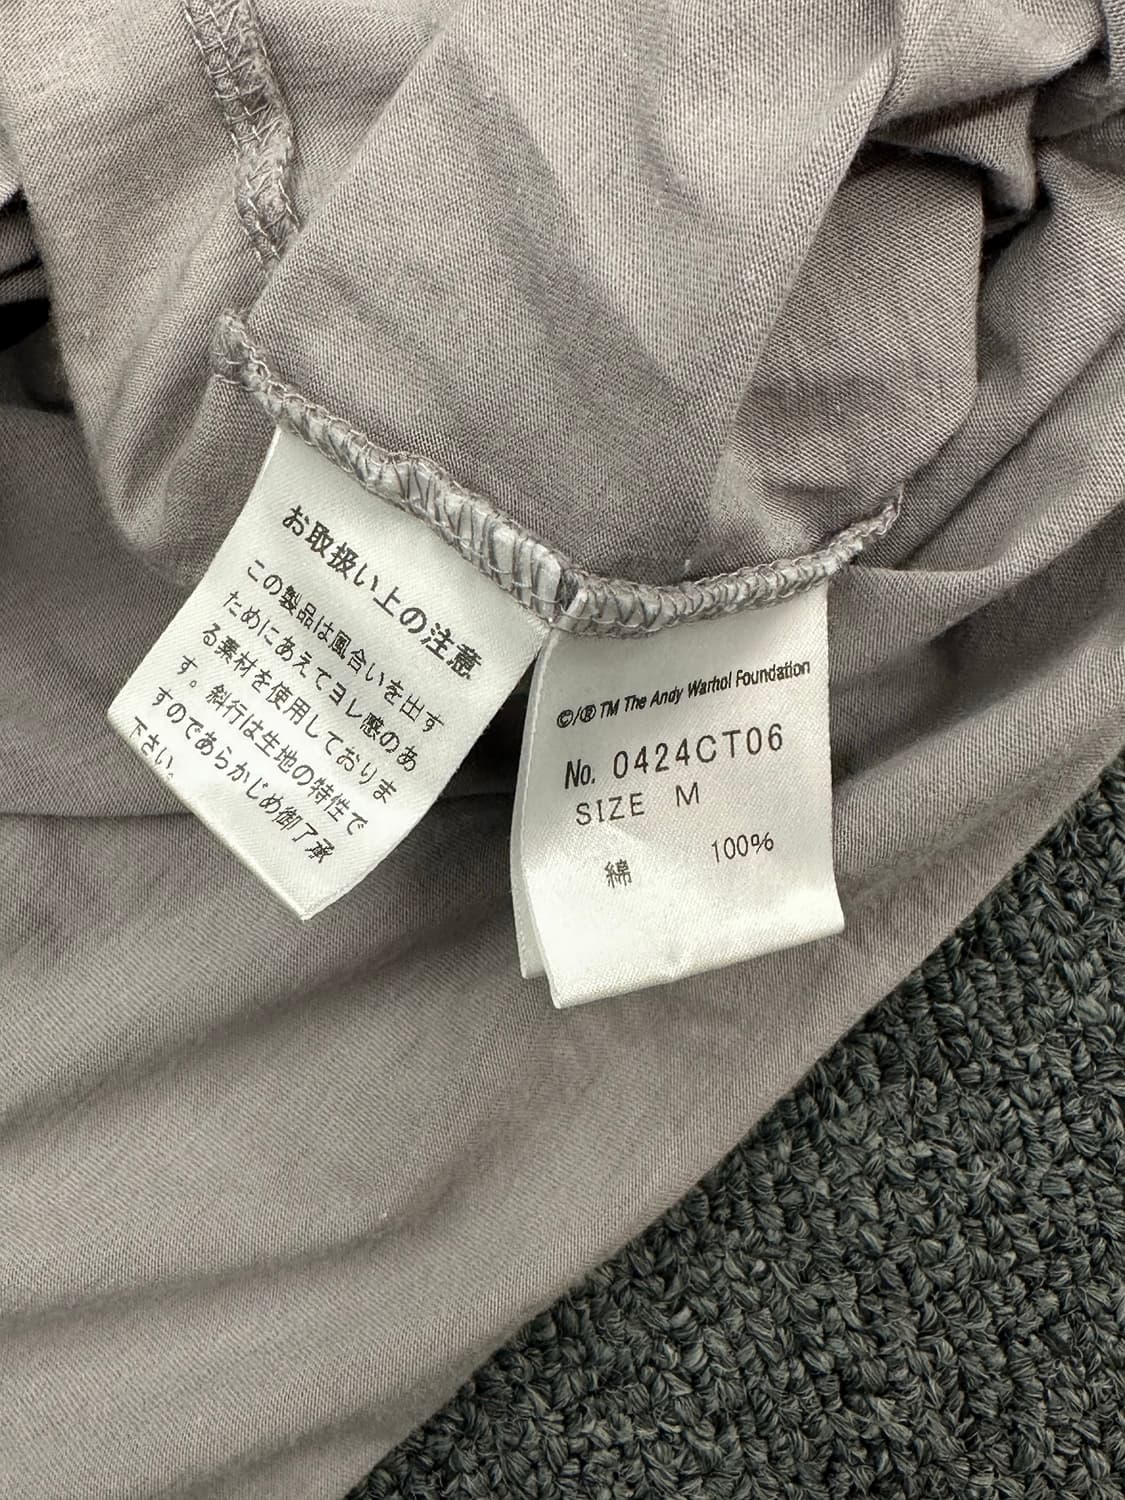 お取扱い上の注意
この製品は風合いを出す
ためにあえてヨレ感のあ
る素材を使用しておりま
す。斜行は生地の特性で
すのであらかじめ御了承
下さい。
©/® TM The Andy Warhol Foundation
No. 0424CT06
SIZE M
綿 100%